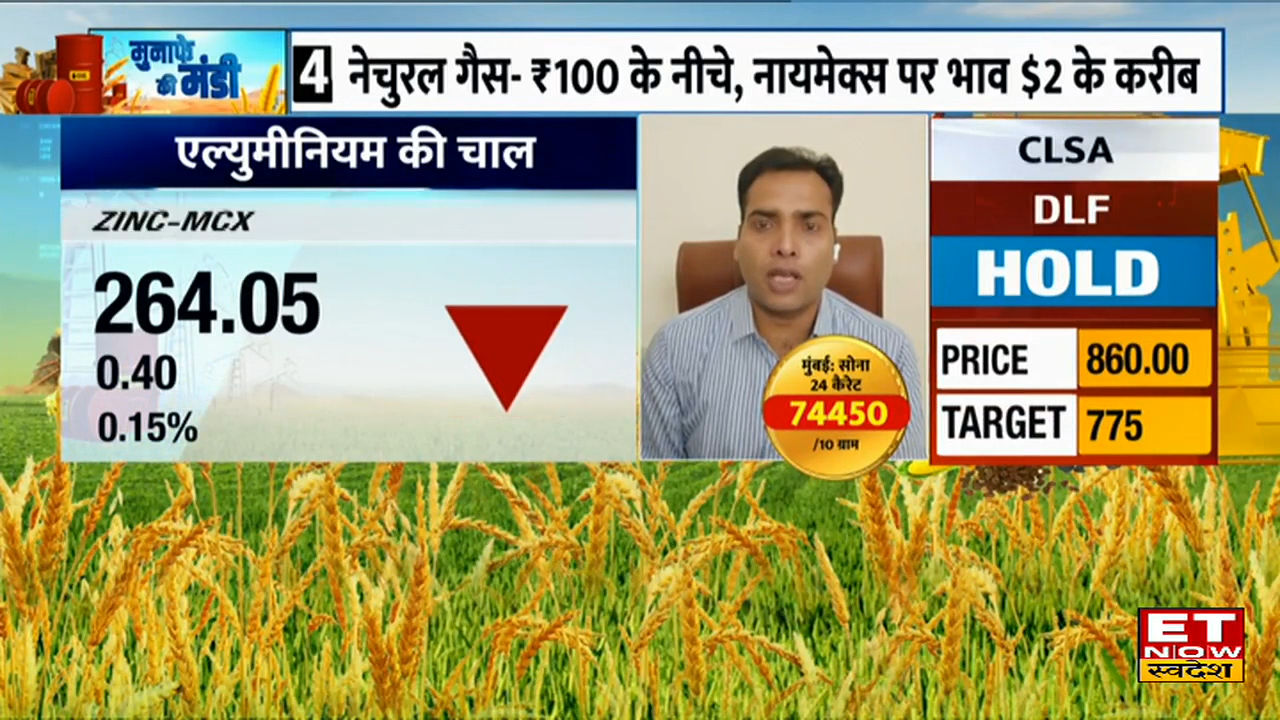 मुनाफे
की मंडी
4 नेचुरल गैस- ₹100 के नीचे, नायमेक्स पर भाव $2 के करीब
एल्युमीनियम की चाल
ZINC-MCX
264.05
0.40
0.15%
मुंबई: सोना
24 कैरेट
74450
/10 ग्राम
CLSA
DLF
HOLD
PRICE 860.00
TARGET 775
ET
NOW
स्वदेश